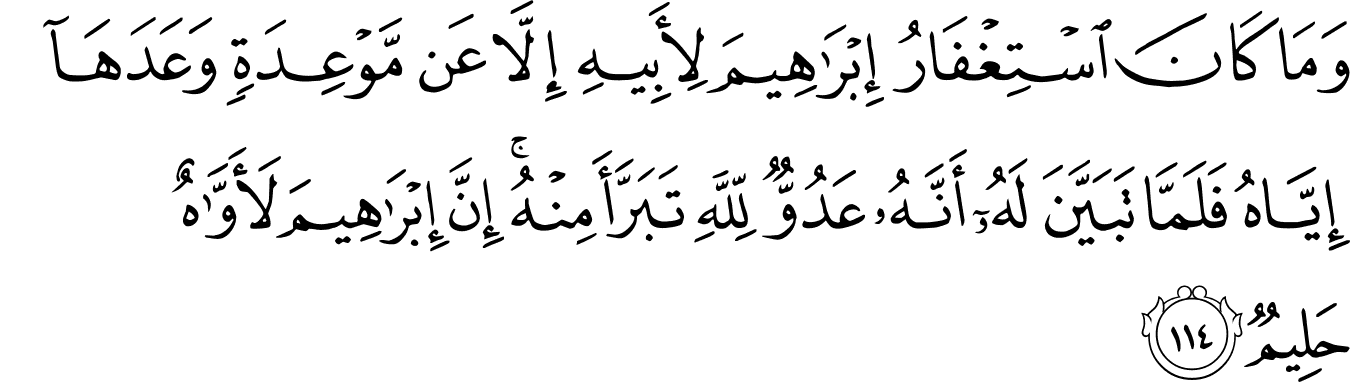 وَمَا كَانَ ٱسْتِغْفَارُ إِبْرَٰهِيمَ لِأَبِيهِ إِلَّا عَن مَّوْعِدَةٍ وَعَدَهَآ
إِيَّاهُ فَلَمَّا تَبَيَّنَ لَهُۥٓ أَنَّهُۥ عَدُوٌّ لِّلَّهِ تَبَرَّأَ مِنْهُ ۚ إِنَّ إِبْرَٰهِيمَ لَأَوَّٰهٌ
حَلِيمٌ ١١٤